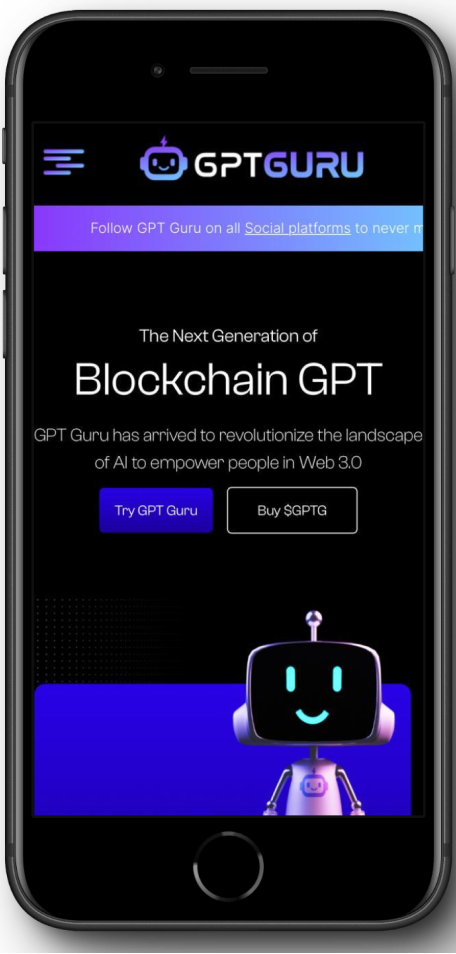 GPTGURU
Follow GPT Guru on all Social platforms to never
The Next Generation of
Blockchain GPT
GPT Guru has arrived to revolutionize the landscape
of AI to empower people in Web 3.0
Try GPT Guru
Buy $GPTG